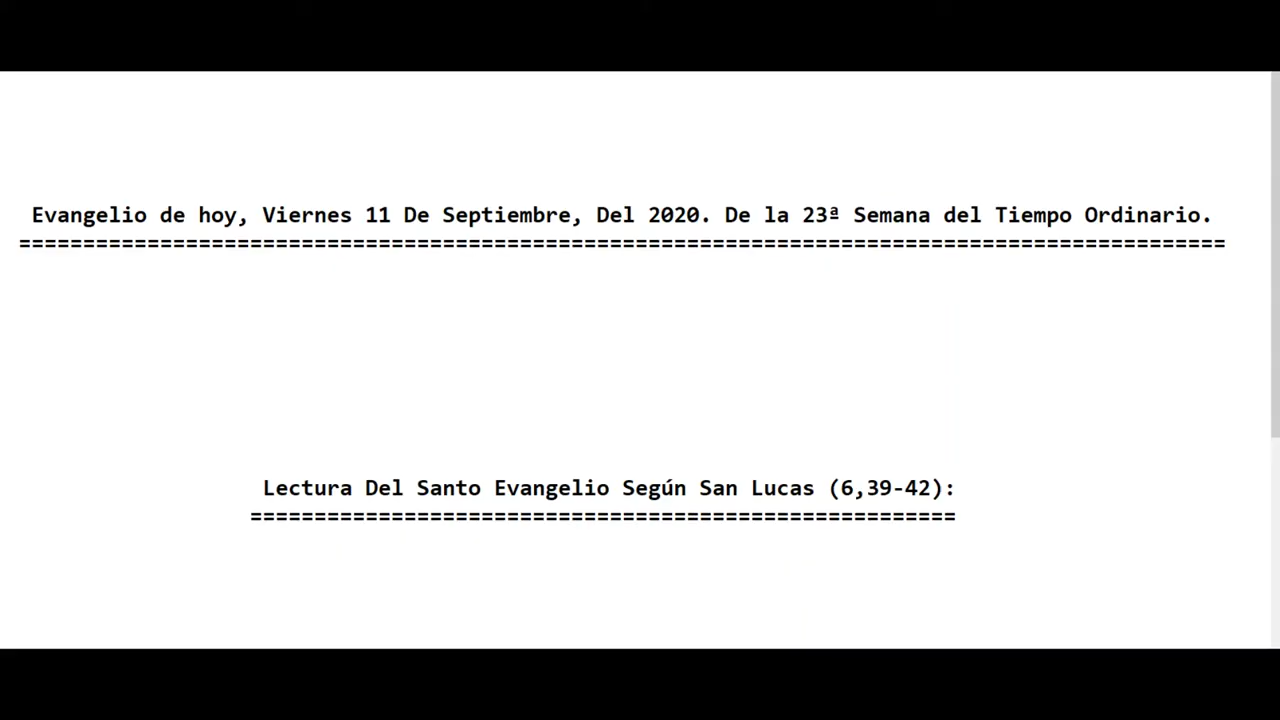 Evangelio de hoy, Viernes 11 De Septiembre, Del 2020. De la 23ª Semana del Tiempo Ordinario.
==============================================================================================
Lectura Del Santo Evangelio Según San Lucas (6,39-42):
=======================================================